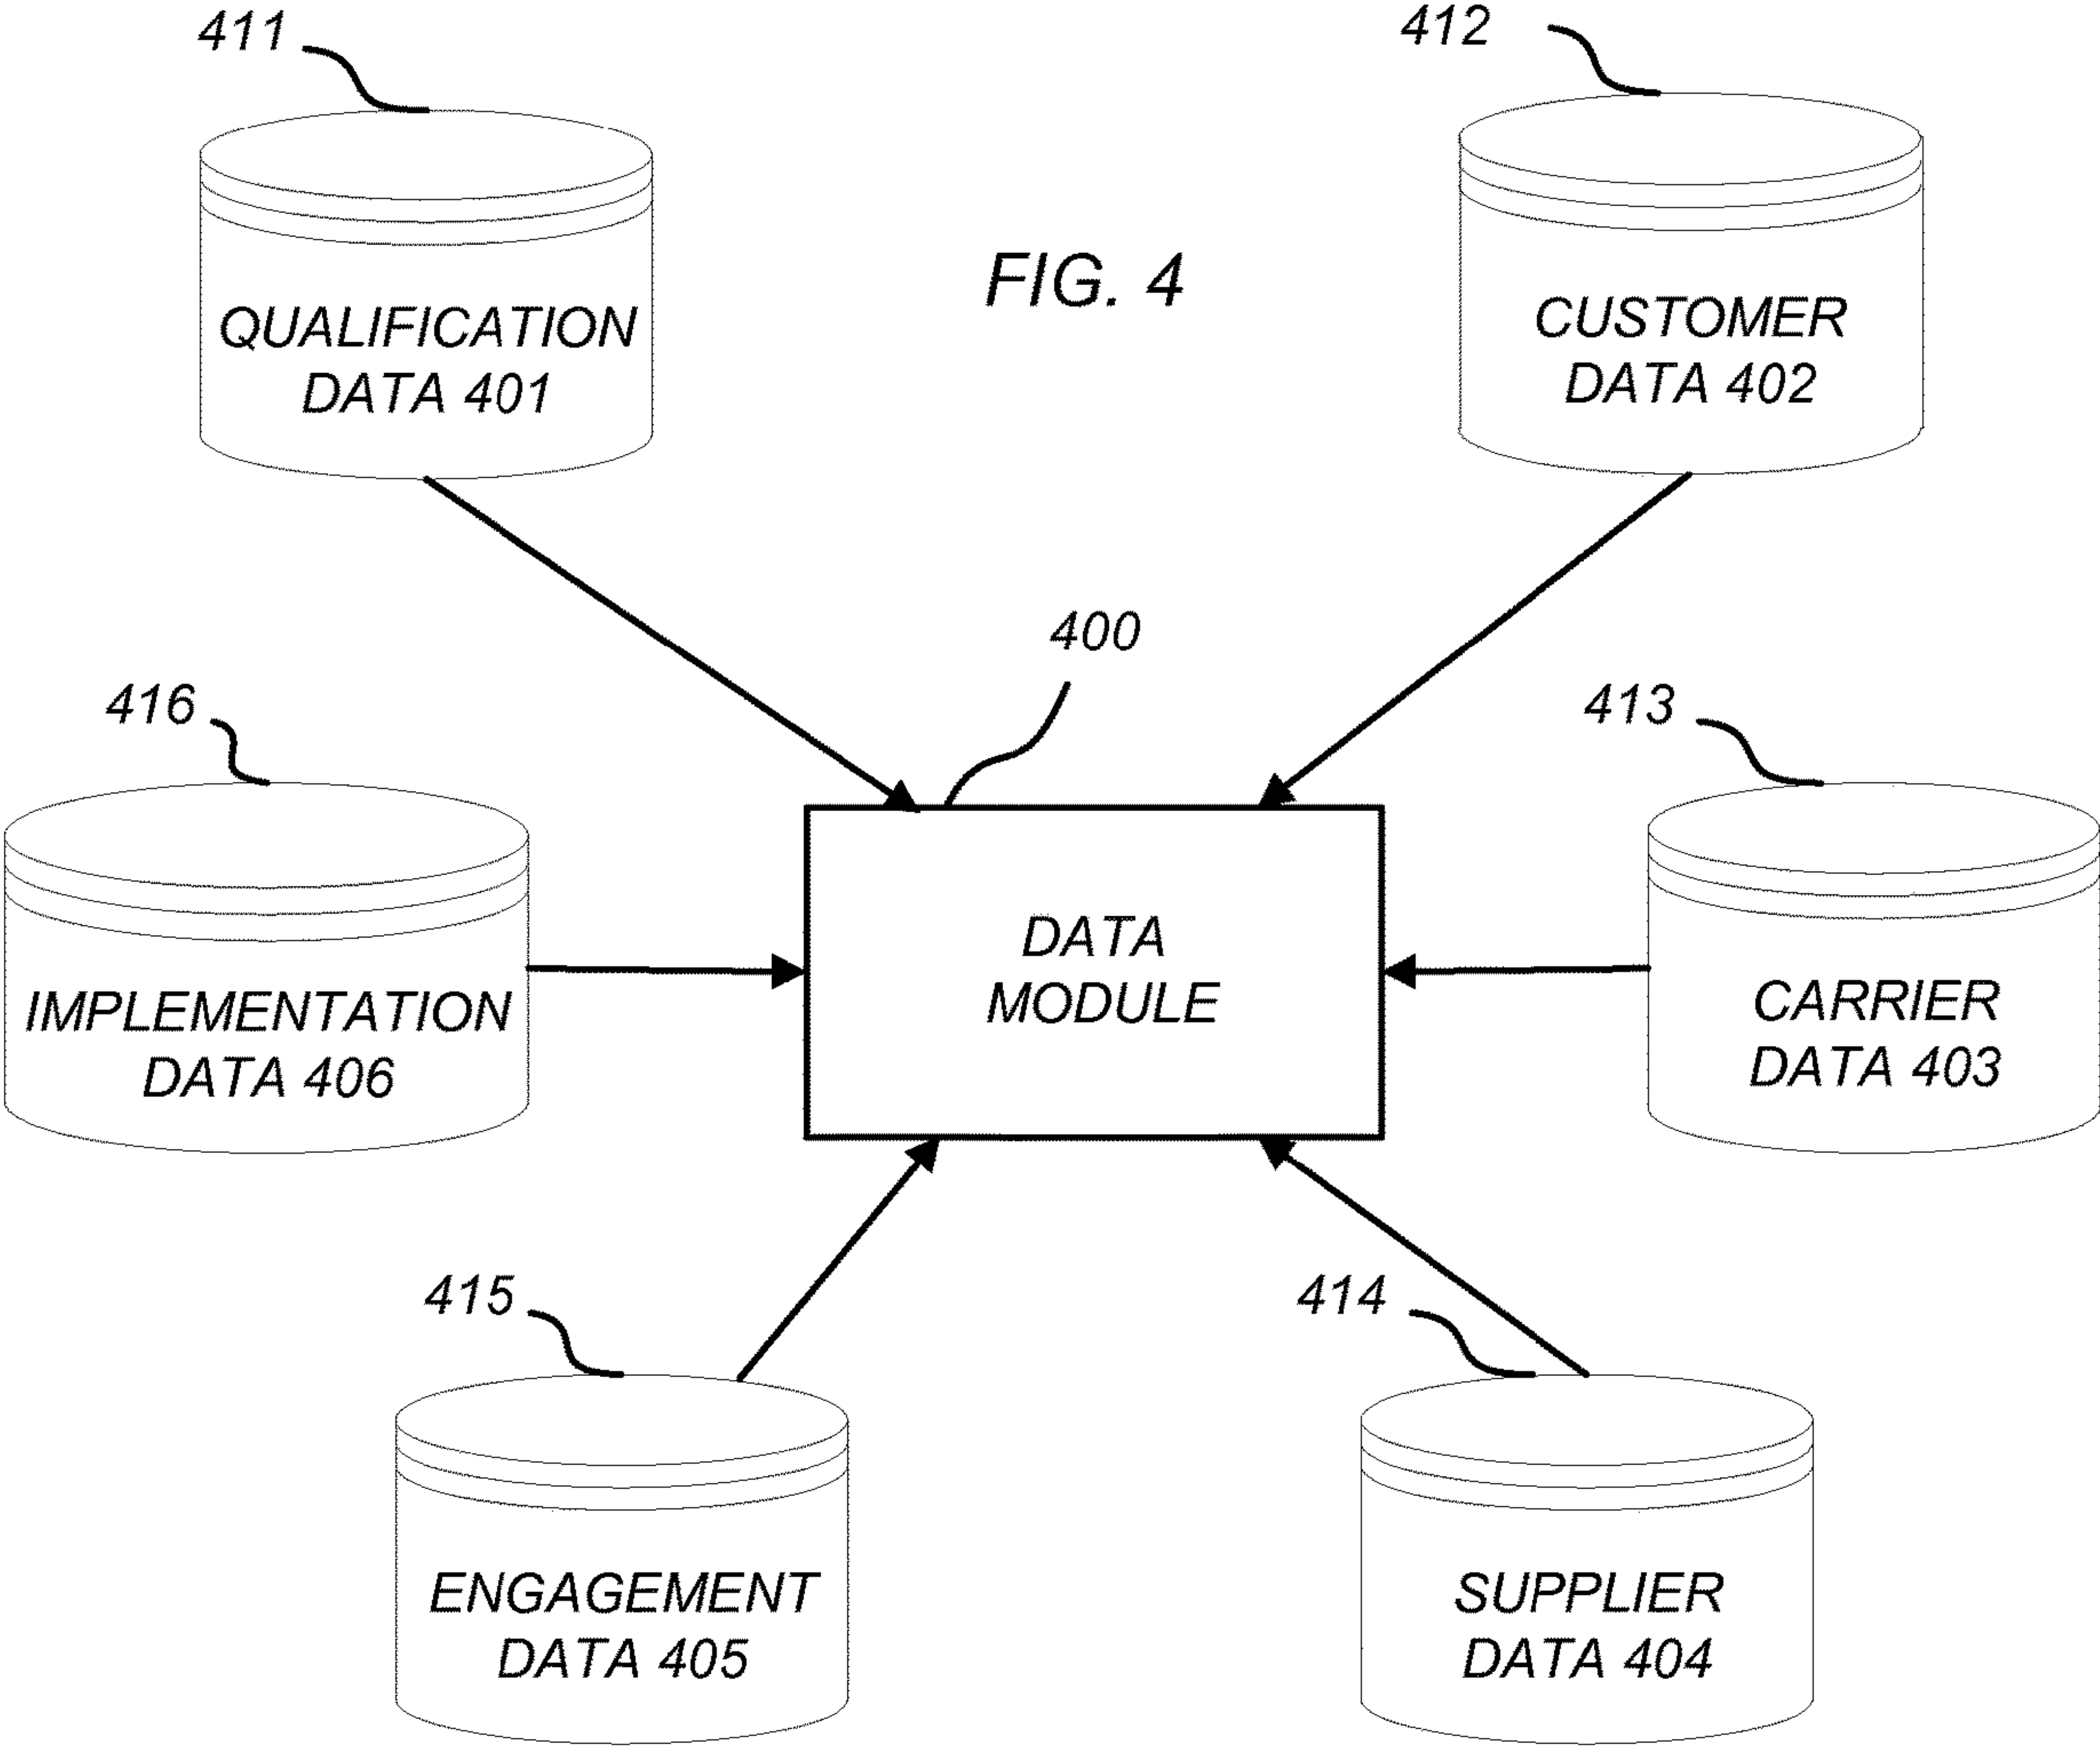 411
412
QUALIFICATION
DATA 401
FIG. 4
CUSTOMER
DATA 402
400
416
413
IMPLEMENTATION
DATA 406
DATA
MODULE
CARRIER
DATA 403
415
414
ENGAGEMENT
DATA 405
SUPPLIER
DATA 404